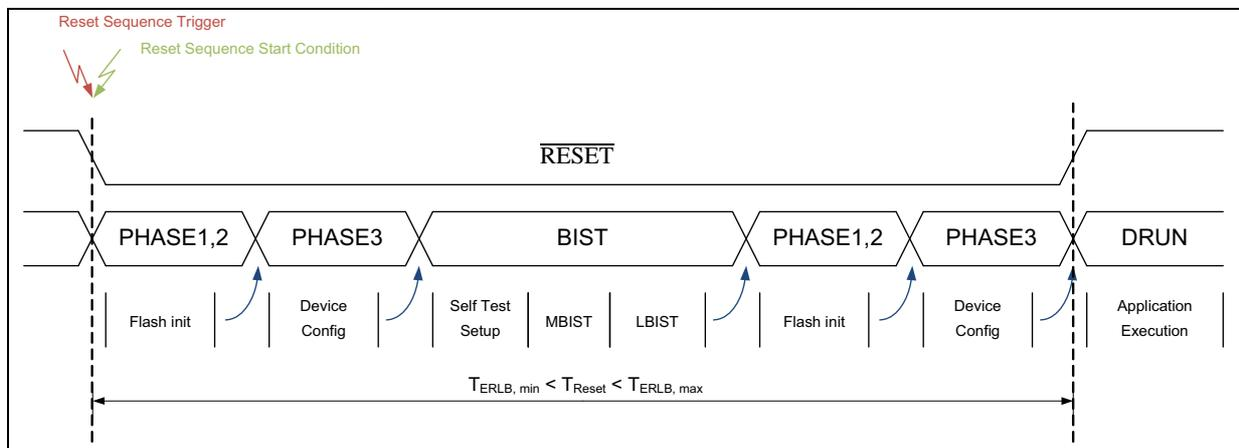 Reset Sequence Trigger
Reset Sequence Start Condition
RESET
PHASE1,2
PHASE3
BIST
PHASE1,2
PHASE3
DRUN
Flash init
Device
Config
Self Test
Setup
MBIST
LBIST
Flash init
Device
Config
Application
Execution
TERLB, min < TReset < TERLB, max